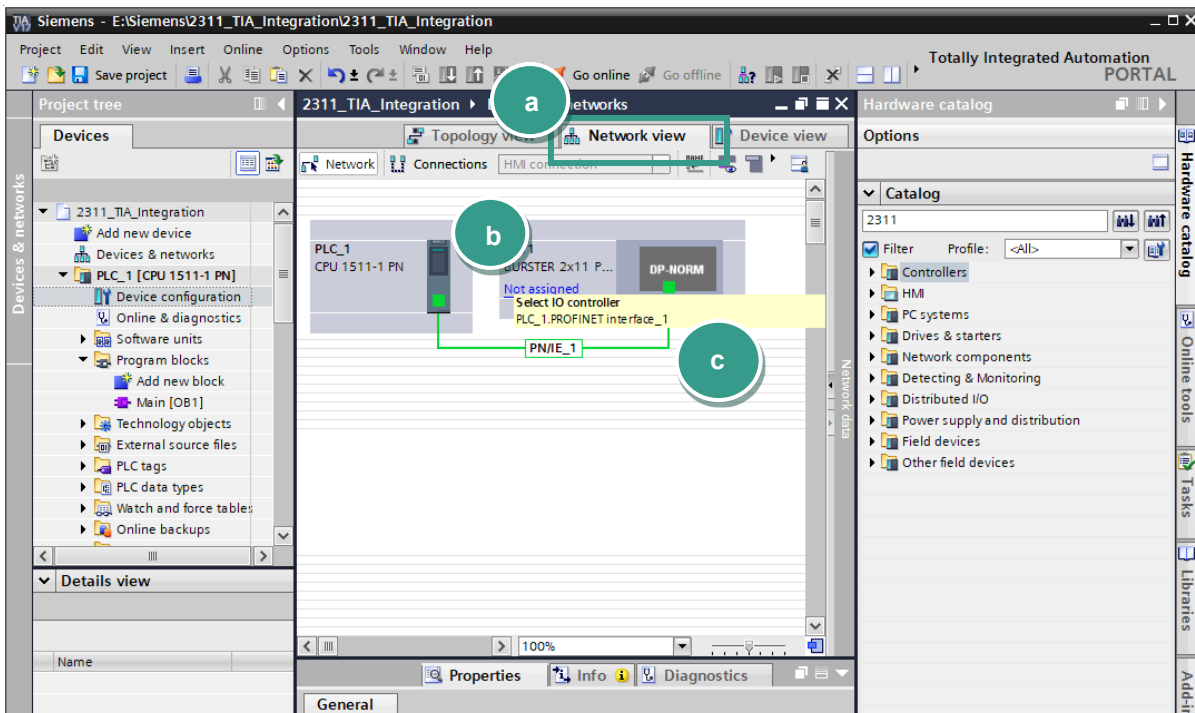 Siemens - E:\Siemens\2311_TIA_Integration\2311_TIA_Integration
Project Edit View Insert Online Options Tools Window Help
Totally Integrated Automation
PORTAL
Save project Go online Go offline
Project tree
2311_TIA_Integration networks
Hardware catalog
a
Devices
Topology view Network view Device view
Options
Network Connections HMI connection
Catalog
2311
Filter Profile: <All>
2311_TIA_Integration
Add new device
Devices & networks
PLC_1 [CPU 1511-1 PN]
Device configuration
Online & diagnostics
Software units
Program blocks
Add new block
Main [OB1]
Technology objects
External source files
PLC tags
PLC data types
Watch and force tables
Online backups
Details view
Name
b
PLC_1
CPU 1511-1 PN
BURSTER 2x11 P...
DP-NORM
Not assigned
Select IO controller
PLC_1.PROFINET interface_1
PN/IE_1
c
100%
Properties Info Diagnostics
General
Network data
Controllers
HMI
PC systems
Drives & starters
Network components
Detecting & Monitoring
Distributed I/O
Power supply and distribution
Field devices
Other field devices
Devices & networks
Hardware catalog
Online tools
Tasks
Libraries
Add-in